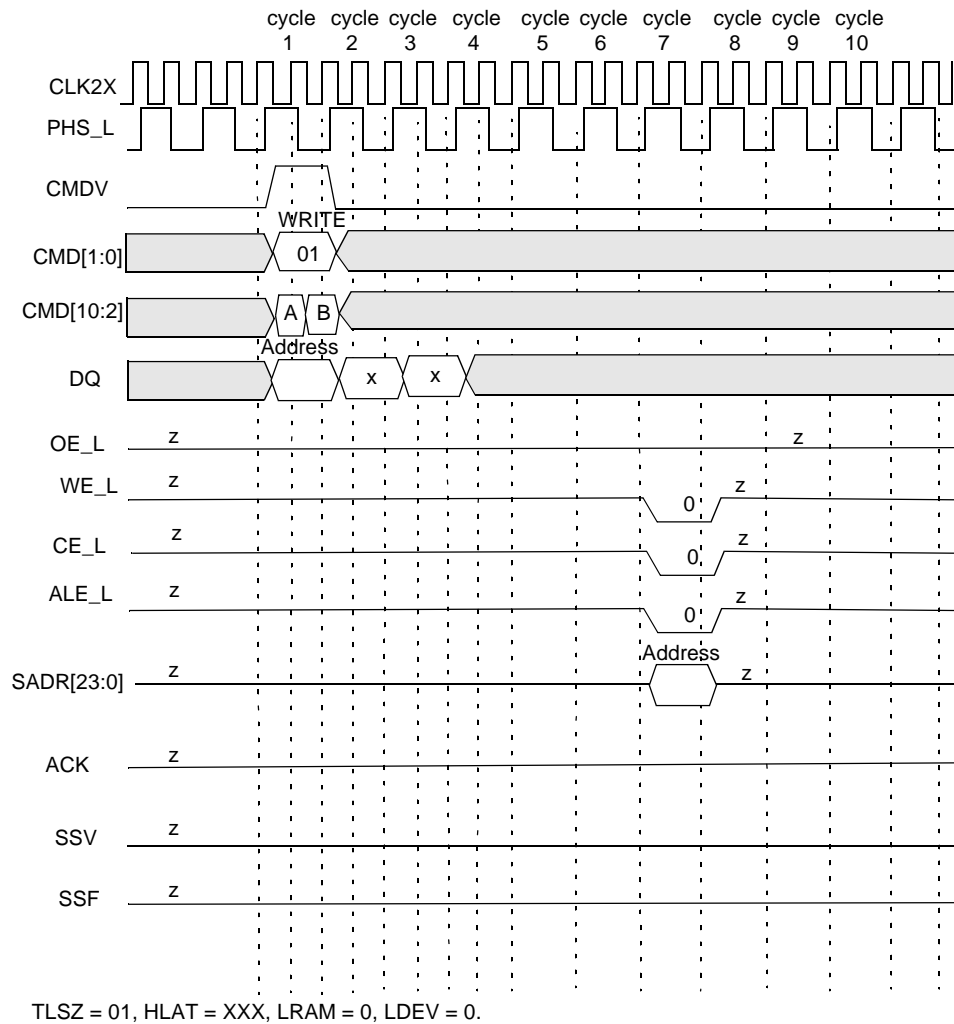 cycle cycle cycle cycle cycle cycle cycle cycle cycle cycle
1 2 3 4 5 6 7 8 9 10
CLK2X
PHS_L
CMDV
WRITE
CMD[1:0] 01
CMD[10:2] A B
Address
DQ x x
OE_L z z
WE_L z 0 z
CE_L z 0 z
ALE_L z 0 z
Address
SADR[23:0] z z
ACK z
SSV z
SSF z
TLSZ = 01, HLAT = XXX, LRAM = 0, LDEV = 0.